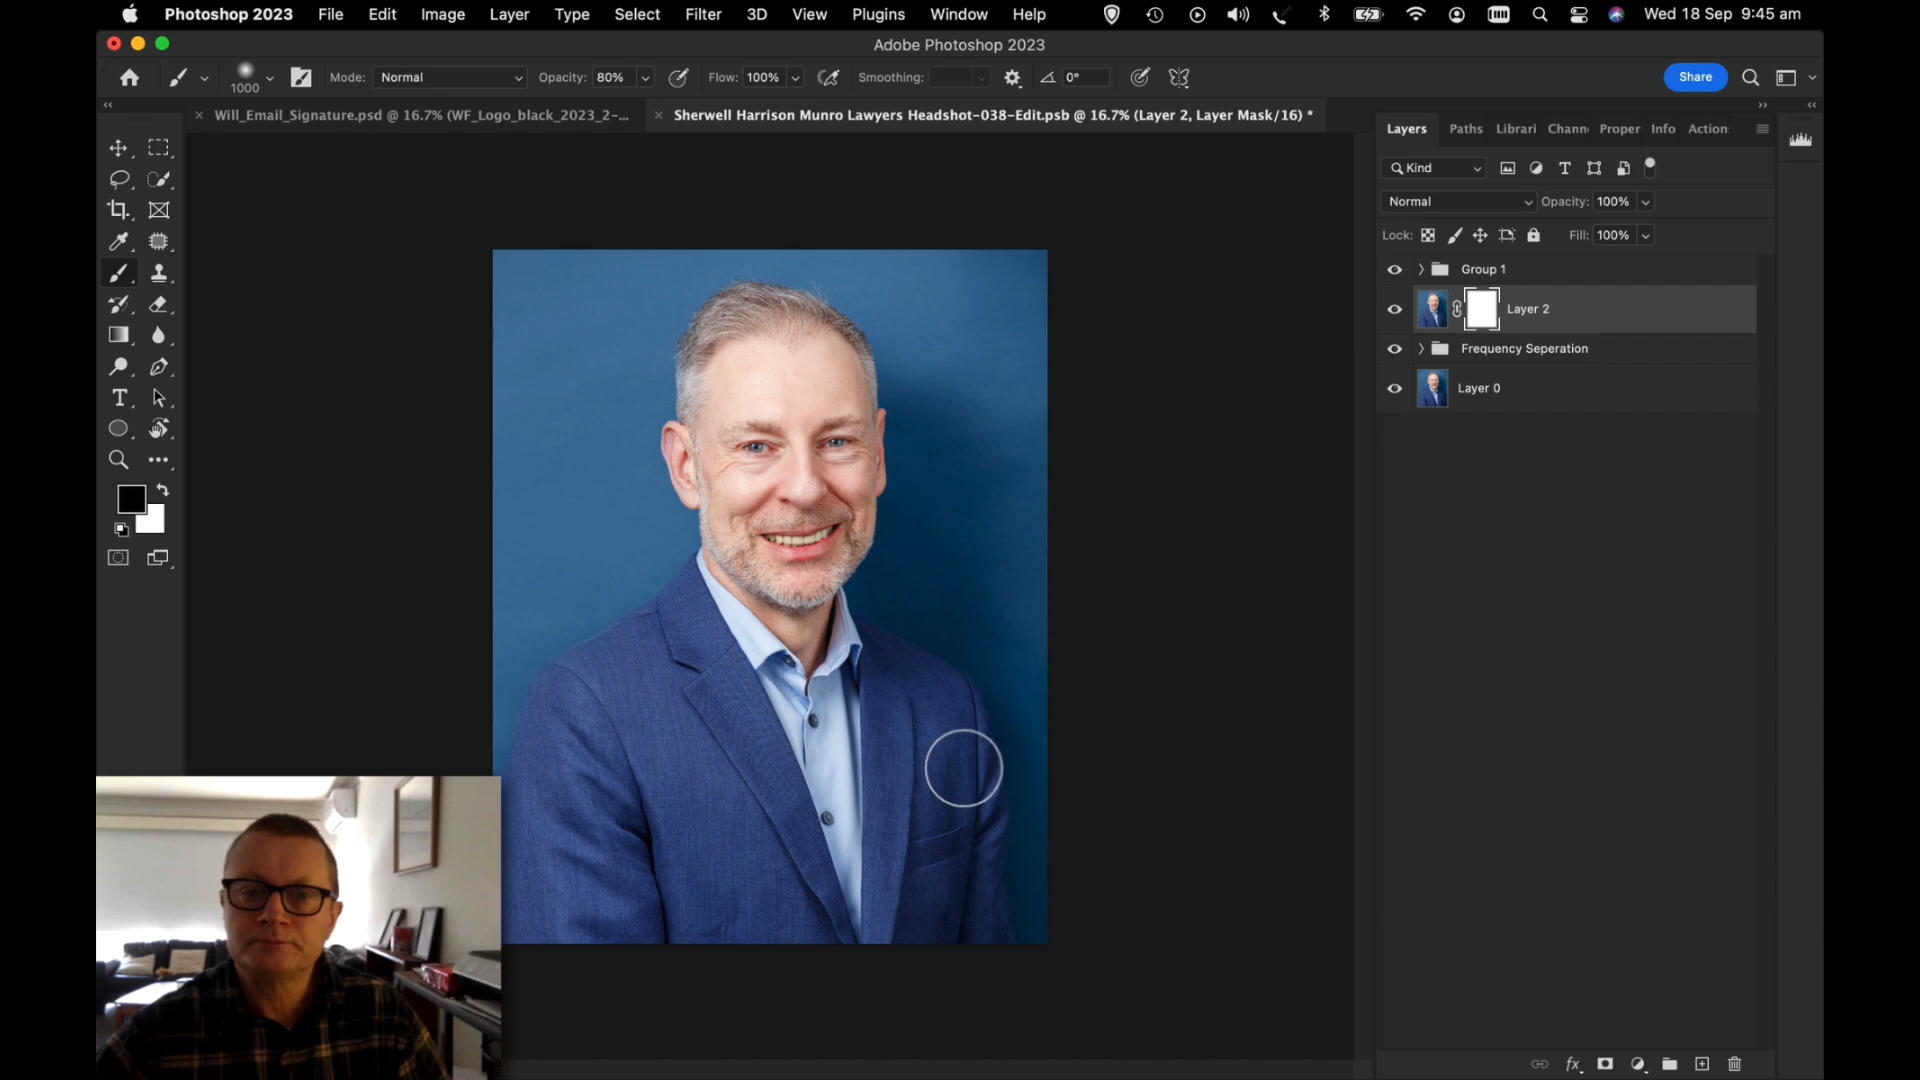 Photoshop 2023 File Edit Image Layer Type Select Filter 3D View Plugins Window Help Wed 18 Sep 9:45 am
Adobe Photoshop 2023
1000 Mode: Normal Opacity: 80% Flow: 100% Smoothing: 0° Share
Will_Email_Signature.psd @ 16.7% (WF_Logo_black_2023_2-... Sherwell Harrison Munro Lawyers Headshot-038-Edit.psb @ 16.7% (Layer 2, Layer Mask/16) *
Layers Paths Librari Chann Proper Info Action
Kind
Normal Opacity: 100%
Lock: Fill: 100%
Group 1
Layer 2
Frequency Seperation
Layer 0
fx